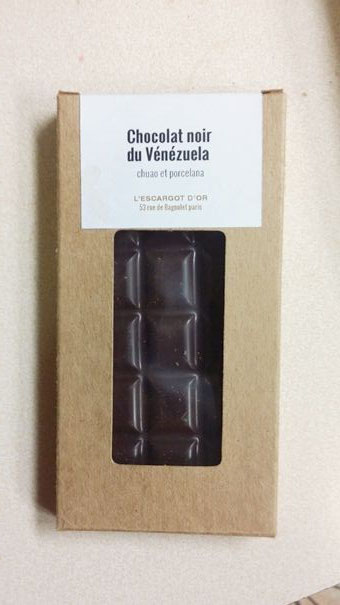 Chocolat noir
du Vénézuela
chuao et porcelana
L'ESCARGOT D'OR
53 rue de Bagnolet paris